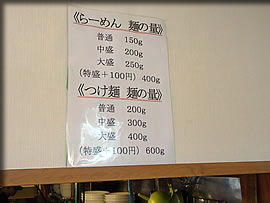 《らーめん 麺の量》
普通 150g
中盛 200g
大盛 250g
(特盛+100円) 400g
《つけ麺 麺の量》
普通 200g
中盛 300g
大盛 400g
(特盛+100円) 600g